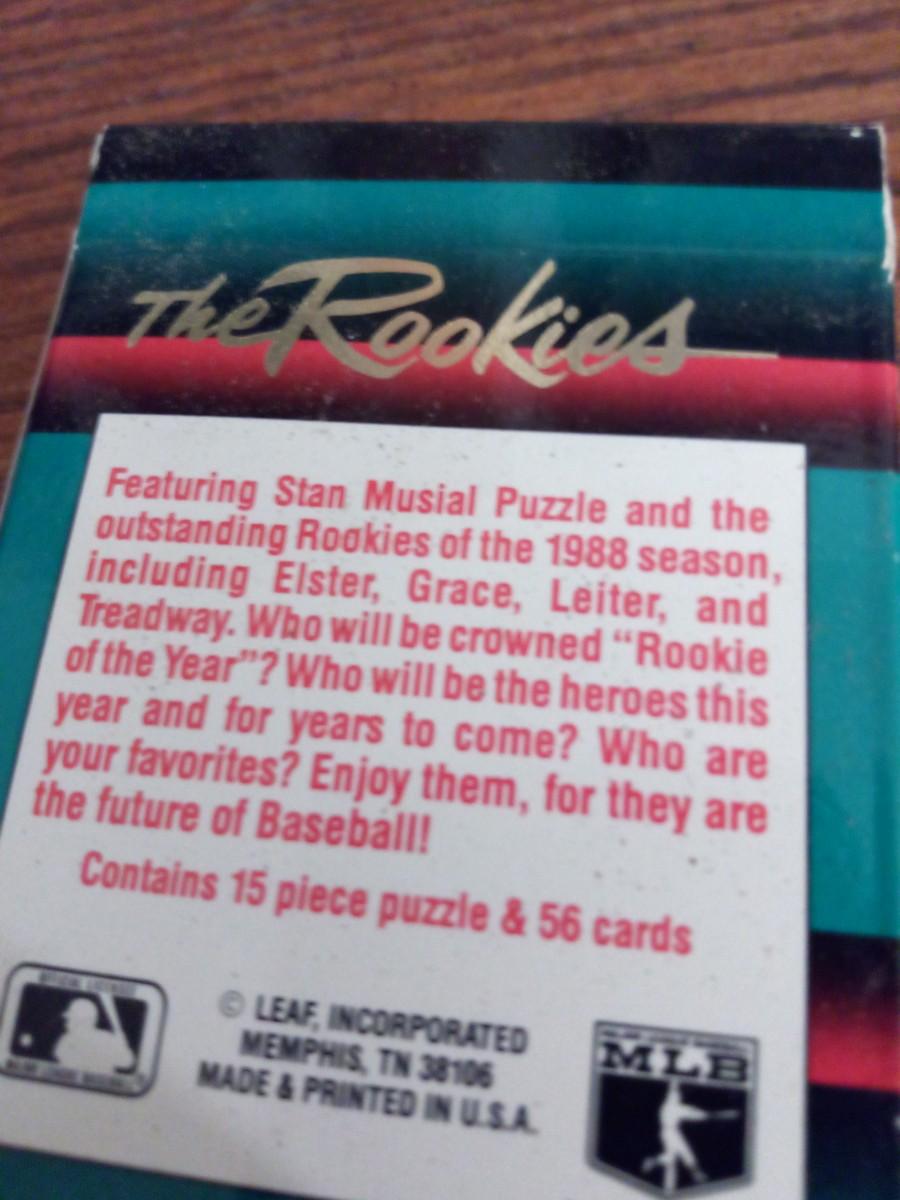 The Rookies
Featuring Stan Musial Puzzle and the
outstanding Rookies of the 1988 season,
including Elster, Grace, Leiter, and
Treadway. Who will be crowned “Rookie
of the Year”? Who will be the heroes this
year and for years to come? Who are
your favorites? Enjoy them, for they are
the future of Baseball!
Contains 15 piece puzzle & 56 cards
© LEAF, INCORPORATED
MEMPHIS, TN 38106
MADE & PRINTED IN U.S.A.
MLB